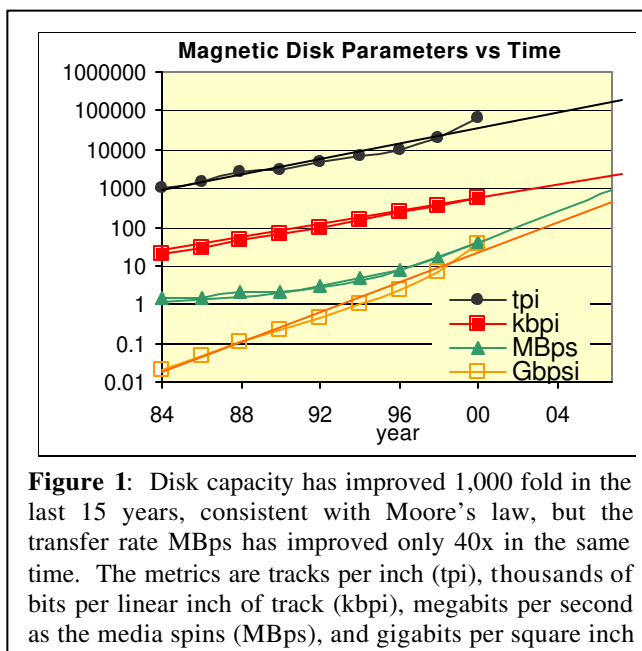 Magnetic Disk Parameters vs Time
1000000
100000
10000
1000
100
10
1
0.1
0.01
tpi
kbpi
MBps
Gbpsi
84 88 92 96 00 04
year
Figure 1: Disk capacity has improved 1,000 fold in the
last 15 years, consistent with Moore's law, but the
transfer rate MBps has improved only 40x in the same
time. The metrics are tracks per inch (tpi), thousands of
bits per linear inch of track (kbpi), megabits per second
as the media spins (MBps), and gigabits per square inch